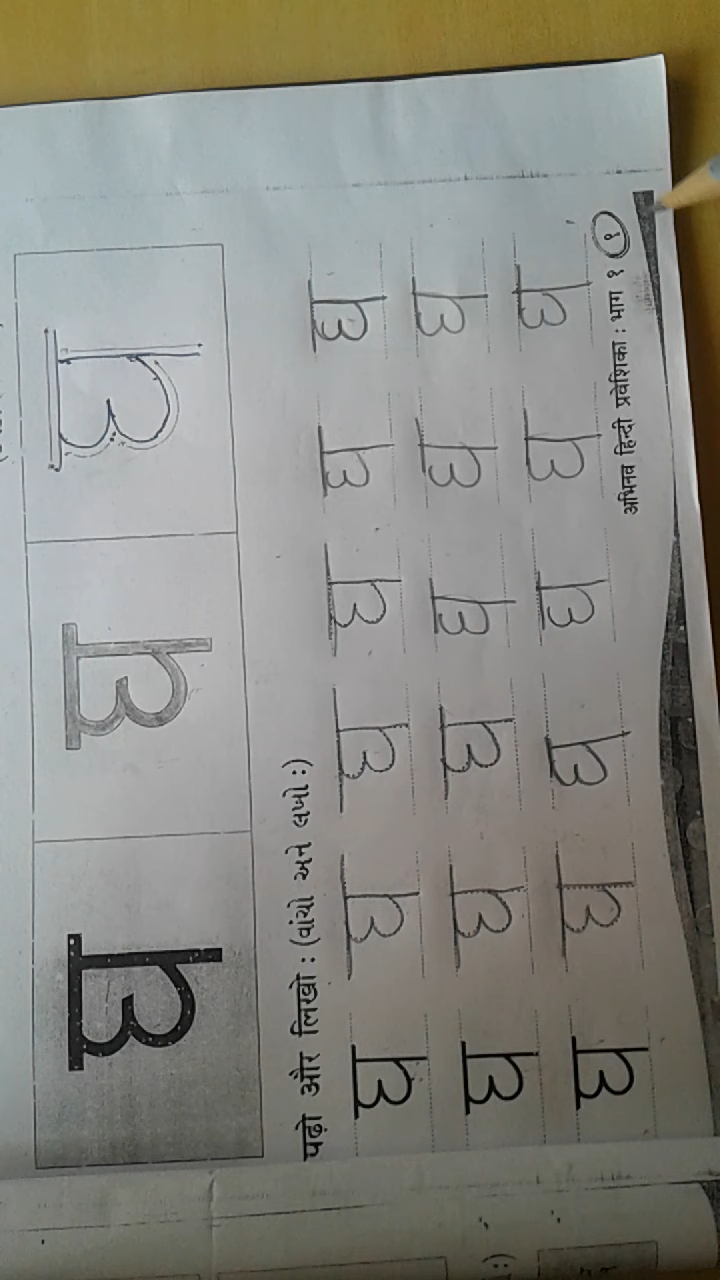 घ घ घ
पढ़ो और लिखो : (વાંચો અને લખો :)
घ घ घ घ घ घ
घ घ घ घ घ घ
घ घ घ घ घ घ
अभिनव हिन्दी प्रवेशिका : भाग १ १